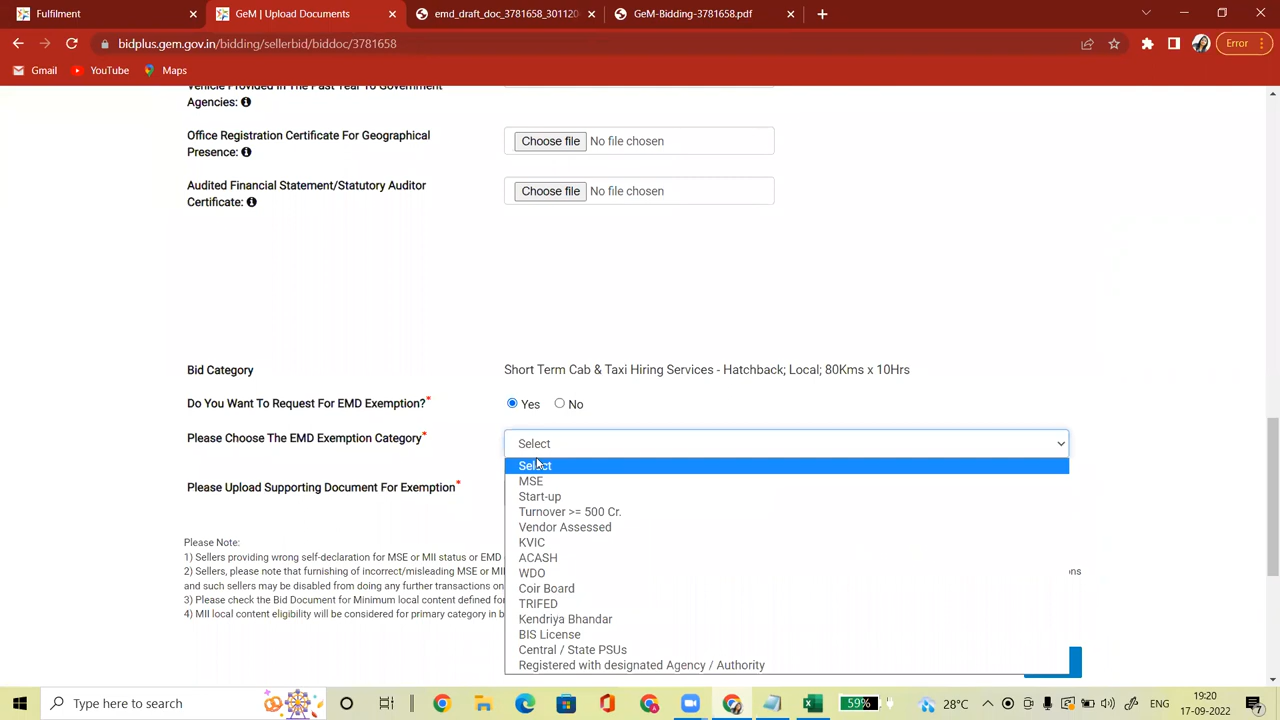 Fulfilment
GeM | Upload Documents
emd_draft_doc_3781658_301120
GeM-Bidding-3781658.pdf
bidplus.gem.gov.in/bidding/sellerbid/biddoc/3781658
Error
Gmail
YouTube
Maps
Vehicle Provided In The Past Year To Government
Agencies:
Office Registration Certificate For Geographical
Presence:
Choose file No file chosen
Audited Financial Statement/Statutory Auditor
Certificate:
Choose file No file chosen
Bid Category
Short Term Cab & Taxi Hiring Services - Hatchback; Local; 80Kms x 10Hrs
Do You Want To Request For EMD Exemption?*
Yes No
Please Choose The EMD Exemption Category*
Select
Select
MSE
Start-up
Turnover >= 500 Cr.
Vendor Assessed
KVIC
ACASH
WDO
Coir Board
TRIFED
Kendriya Bhandar
BIS License
Central / State PSUs
Registered with designated Agency / Authority
Please Upload Supporting Document For Exemption*
Please Note:
1) Sellers providing wrong self-declaration for MSE or MII status or EMD
2) Sellers, please note that furnishing of incorrect/misleading MSE or MII
and such sellers may be disabled from doing any further transactions on
3) Please check the Bid Document for Minimum local content defined for
4) MII local content eligibility will be considered for primary category in b
Type here to search
59%
28°C
ENG
19:20
17-09-2022